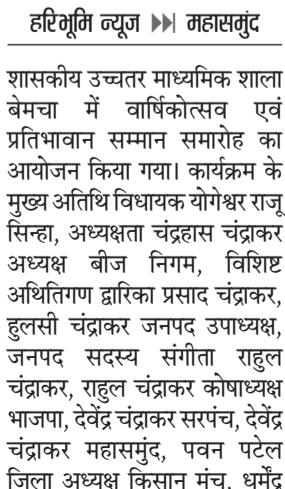 हरिभूमि न्यूज ▶▶ महासमुंद
शासकीय उच्चतर माध्यमिक शाला
बेमचा में वार्षिकोत्सव एवं
प्रतिभावान सम्मान समारोह का
आयोजन किया गया। कार्यक्रम के
मुख्य अतिथि विधायक योगेश्वर राजू
सिन्हा, अध्यक्षता चंद्रहास चंद्राकर
अध्यक्ष बीज निगम, विशिष्ट
अथितिगण द्वारिका प्रसाद चंद्राकर,
हुलसी चंद्राकर जनपद उपाध्यक्ष,
जनपद सदस्य संगीता राहुल
चंद्राकर, राहुल चंद्राकर कोषाध्यक्ष
भाजपा, देवेंद्र चंद्राकर सरपंच, देवेंद्र
चंद्राकर महासमुंद, पवन पटेल
जिला अध्यक्ष किसान मंच, धर्मेंद्र